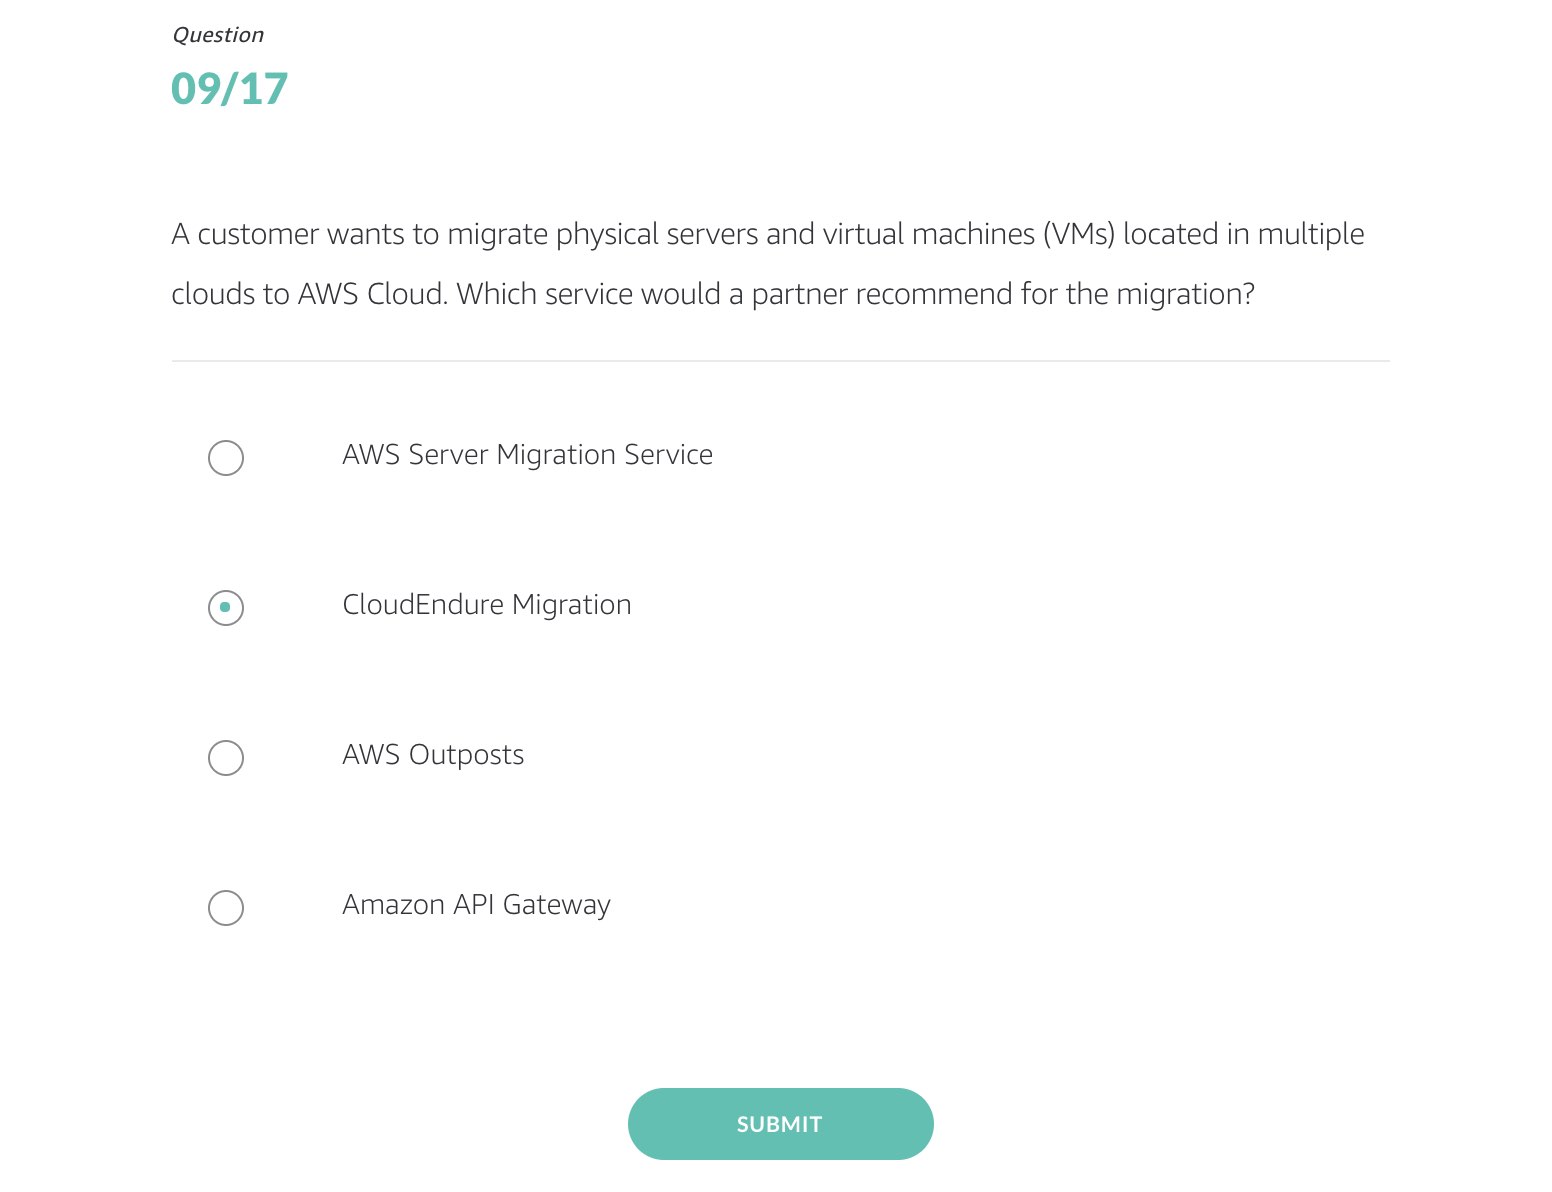 Question
09/17
A customer wants to migrate physical servers and virtual machines (VMs) located in multiple
clouds to AWS Cloud. Which service would a partner recommend for the migration?
AWS Server Migration Service
CloudEndure Migration
AWS Outposts
Amazon API Gateway
SUBMIT